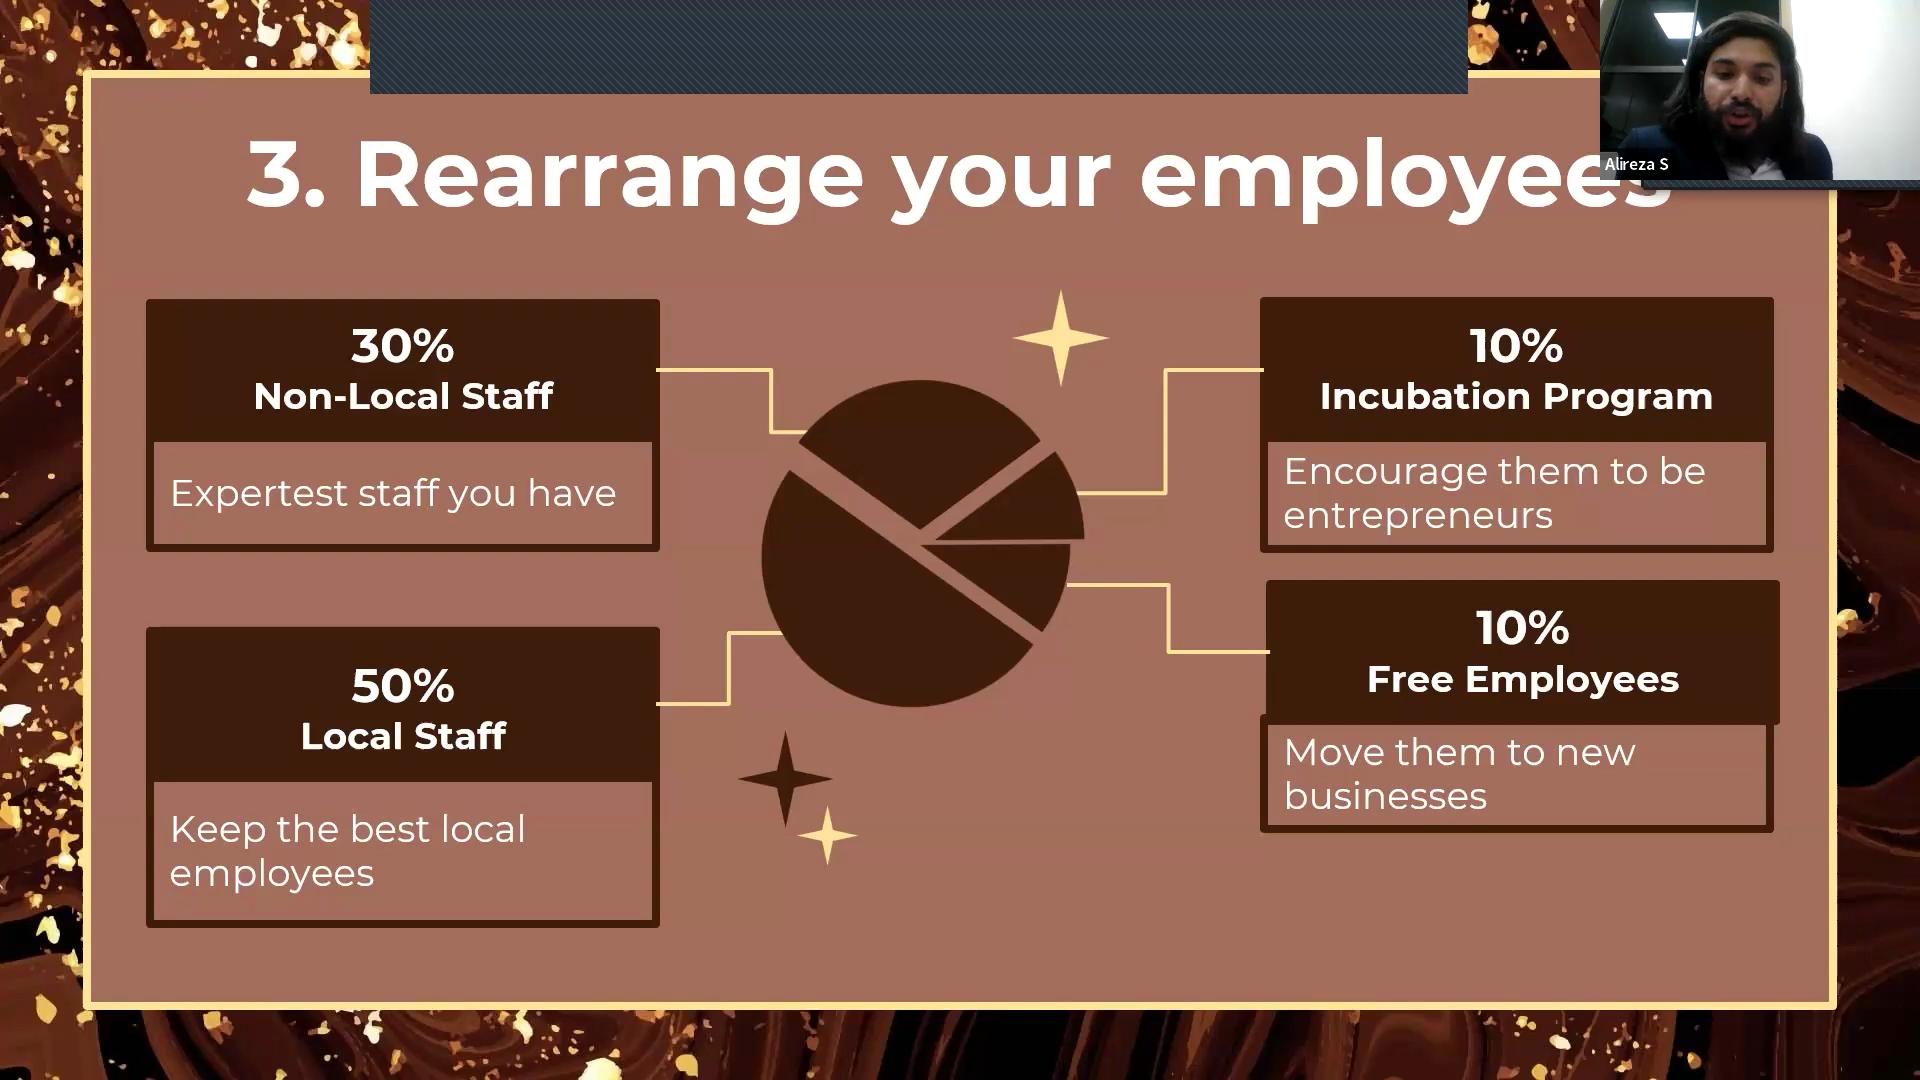 3. Rearrange your employees
Alireza S
30%
Non-Local Staff
Expertest staff you have
50%
Local Staff
Keep the best local
employees
10%
Incubation Program
Encourage them to be
entrepreneurs
10%
Free Employees
Move them to new
businesses